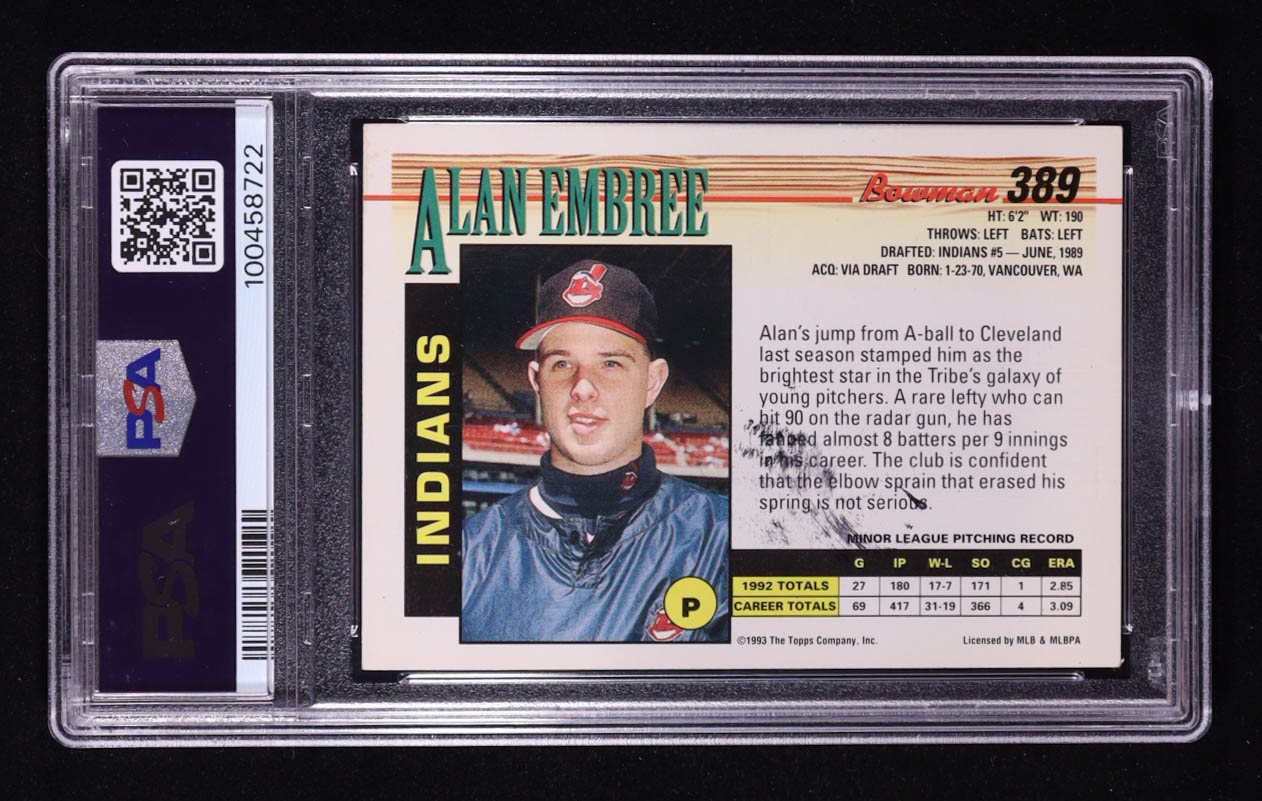 100458722
PSA
PSA
ALAN EMBREE
Bowman 389
HT: 6'2" WT: 190
THROWS: LEFT BATS: LEFT
DRAFTED: INDIANS #5 — JUNE, 1989
ACQ: VIA DRAFT BORN: 1-23-70, VANCOUVER, WA
INDIANS
Alan's jump from A-ball to Cleveland
last season stamped him as the
brightest star in the Tribe's galaxy of
young pitchers. A rare lefty who can
hit 90 on the radar gun, he has
fanned almost 8 batters per 9 innings
in his career. The club is confident
that the elbow sprain that erased his
spring is not serious.
MINOR LEAGUE PITCHING RECORD
G IP W-L SO CG ERA
1992 TOTALS 27 180 17-7 171 1 2.85
CAREER TOTALS 69 417 31-19 366 4 3.09
P
©1993 The Topps Company, Inc. Licensed by MLB & MLBPA